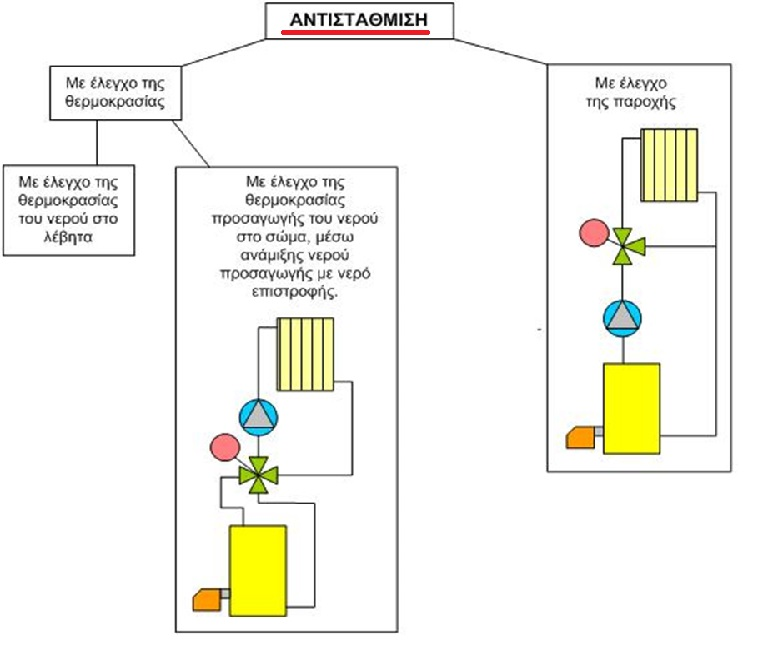 ΑΝΤΙΣΤΑΘΜΙΣΗ
Με έλεγχο της
θερμοκρασίας
Με έλεγχο της
θερμοκρασίας
του νερού στο
λέβητα
Με έλεγχο της
θερμοκρασίας
προσαγωγής του νερού
στο σώμα, μέσω
ανάμιξης νερού
προσαγωγής με νερό
επιστροφής.
Με έλεγχο
της παροχής